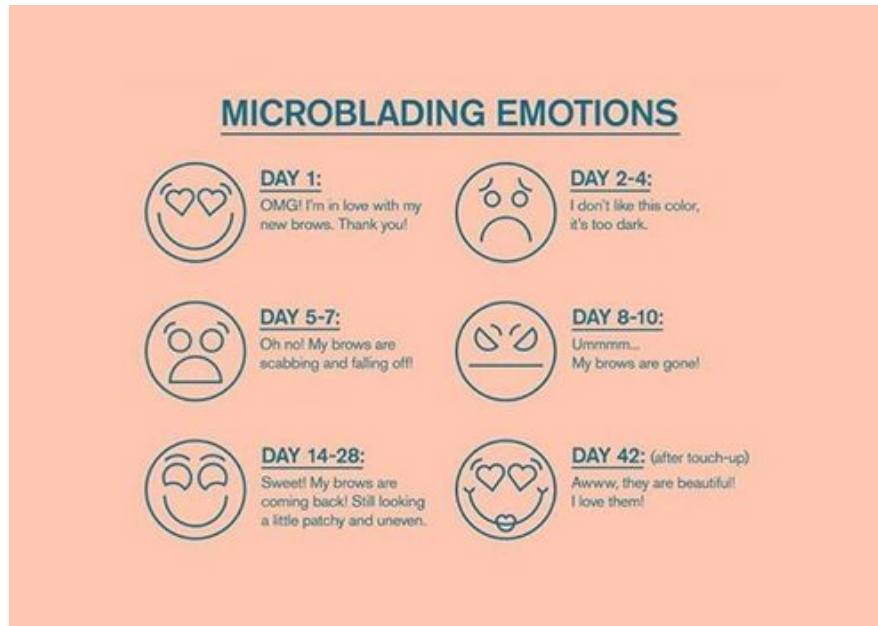 MICROBLADING EMOTIONS
DAY 1:
OMG! I'm in love with my
new brows. Thank you!
DAY 2-4:
I don't like this color,
it's too dark.
DAY 5-7:
Oh no! My brows are
scabbing and falling off!
DAY 8-10:
Ummmm...
My brows are gone!
DAY 14-28:
Sweet! My brows are
coming back! Still looking
a little patchy and uneven.
DAY 42: (after touch-up)
Awww, they are beautiful!
I love them!